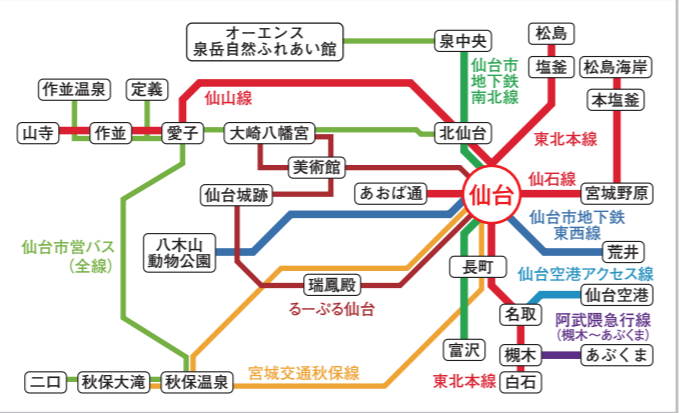 オーエンス
泉岳自然ふれあい館
泉中央
松島
仙台市
地下鉄
南北線
塩釜
松島海岸
作並温泉
定義
仙山線
本塩釜
山寺
作並
愛子
大崎八幡宮
北仙台
東北本線
美術館
仙石線
仙台城跡
あおば通
仙台
宮城野原
仙台市営バス
(全線)
八木山
動物公園
仙台市地下鉄
東西線
荒井
長町
仙台空港アクセス線
瑞鳳殿
仙台空港
るーぷる仙台
名取
阿武隈急行線
(槻木〜あぶくま)
富沢
槻木
あぶくま
宮城交通秋保線
二口
秋保大滝
秋保温泉
東北本線
白石